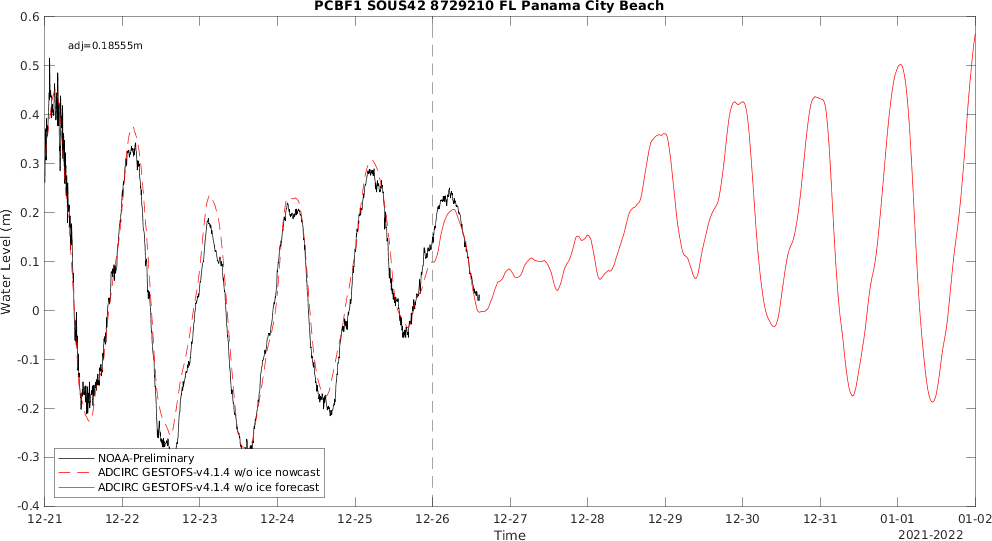 PCBF1 SOUS42 8729210 FL Panama City Beach
0.6
adj=0.18555m
0.5
0.4
0.3
0.2
0.1
0
-0.1
-0.2
-0.3
-0.4
Water Level (m)
NOAA-Preliminary
ADCIRC GESTOFS-v4.1.4 w/o ice nowcast
ADCIRC GESTOFS-v4.1.4 w/o ice forecast
12-21 12-22 12-23 12-24 12-25 12-26 12-27 12-28 12-29 12-30 12-31 01-01 01-02
Time
2021-2022